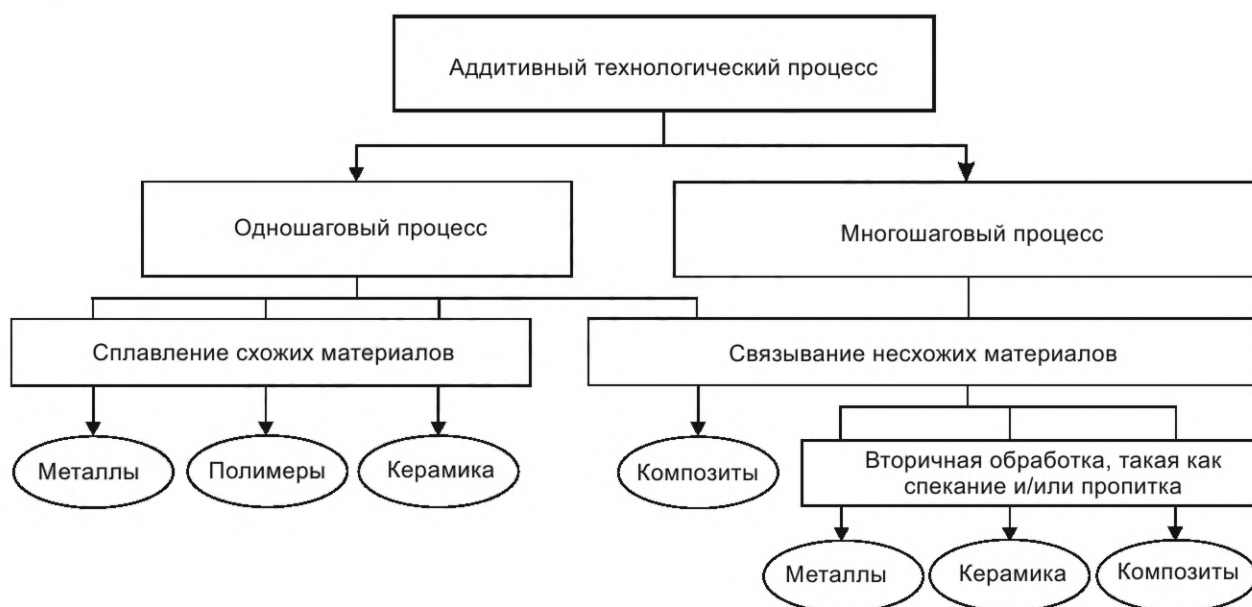 Аддитивный технологический процесс
Одношаговый процесс
Многошаговый процесс
Сплавление схожих материалов
Связывание несхожих материалов
Металлы
Полимеры
Керамика
Композиты
Вторичная обработка, такая как
спекание и/или пропитка
Металлы
Керамика
Композиты